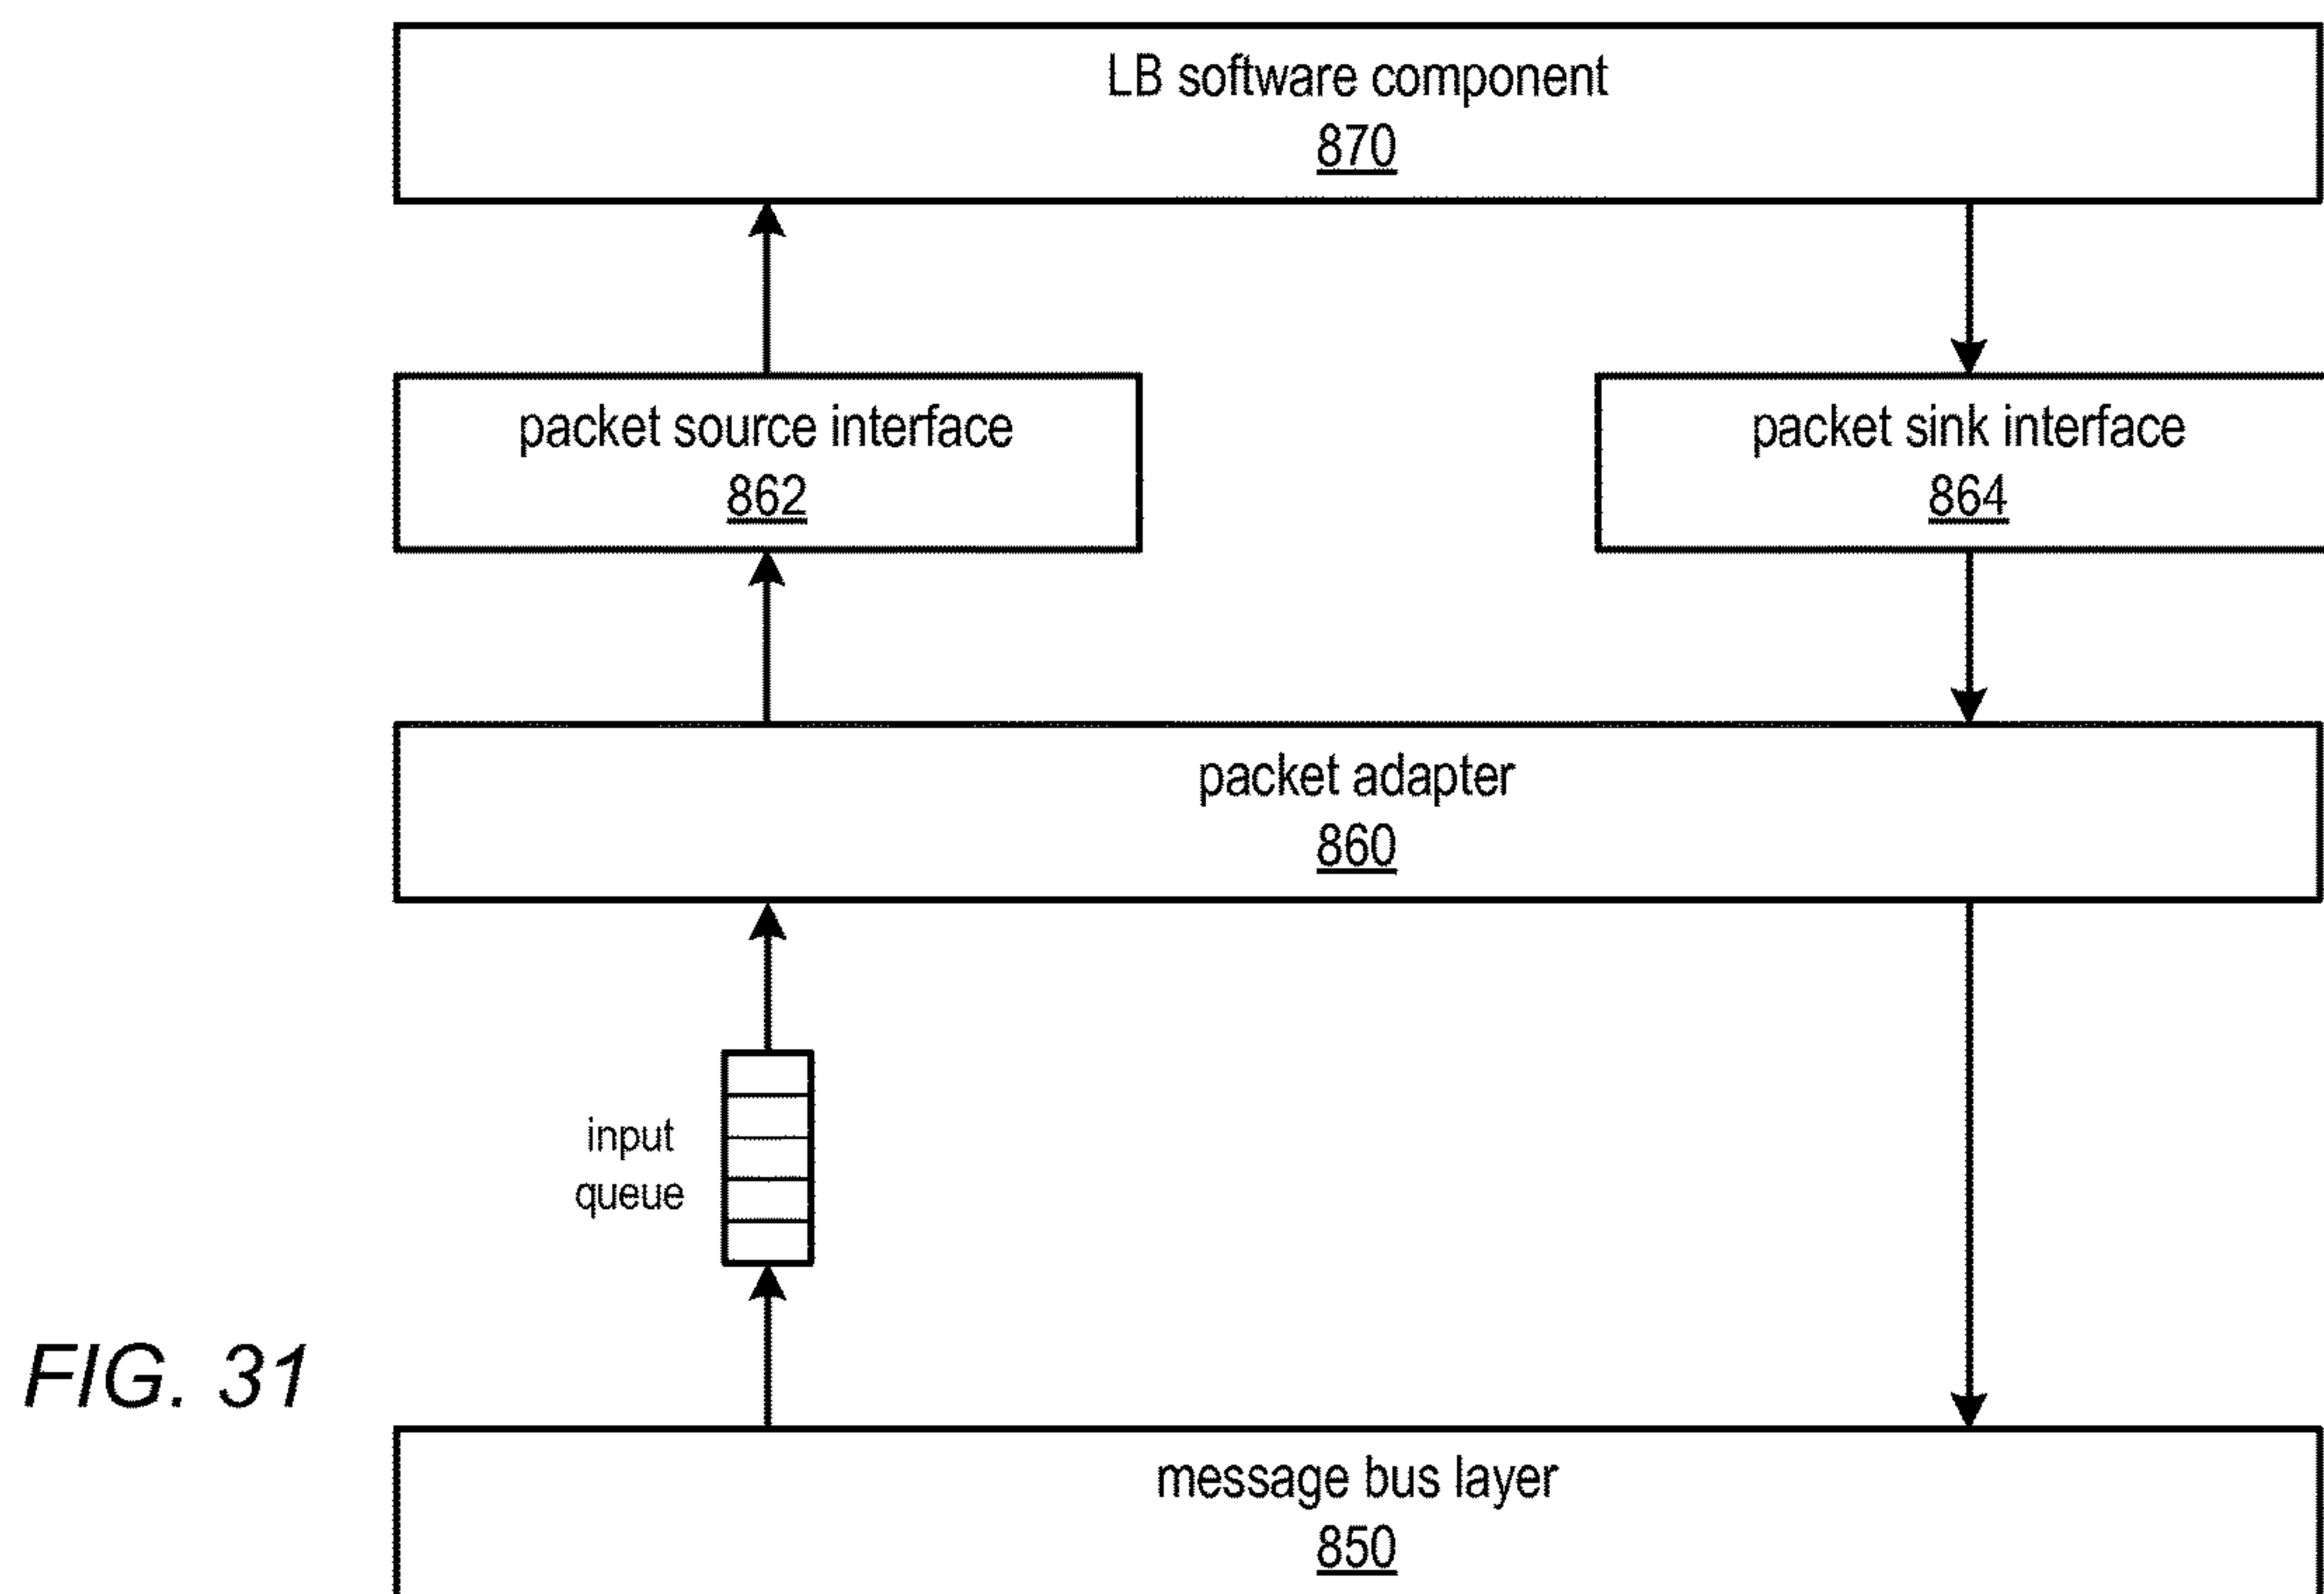 LB software component
870
packet source interface
862
packet sink interface
864
packet adapter
860
input
queue
FIG. 31
message bus layer
850